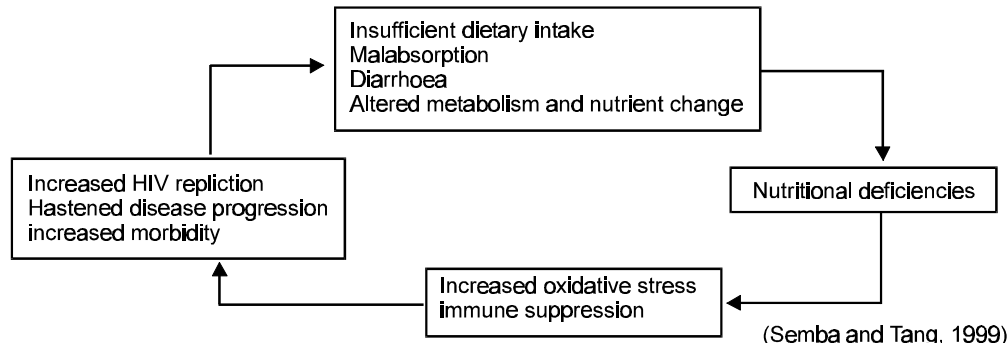 Insufficient dietary intake
Malabsorption
Diarrhoea
Altered metabolism and nutrient change
Increased HIV repliction
Hastened disease progression
increased morbidity
Nutritional deficiencies
Increased oxidative stress
immune suppression
(Semba and Tang, 1999)